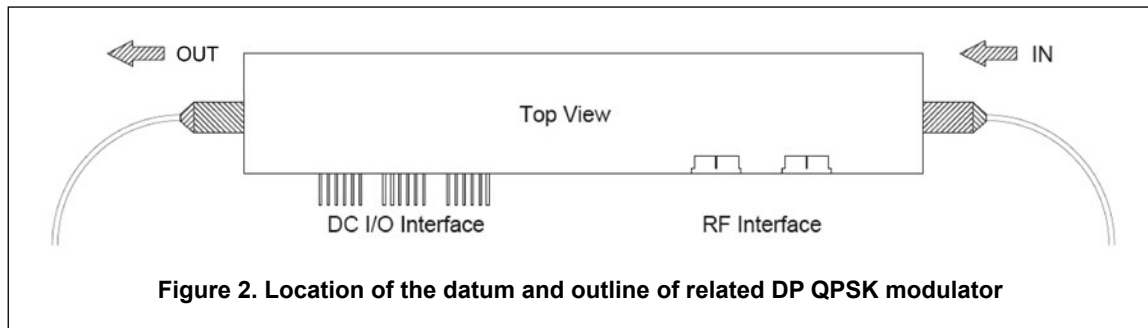 OUT
IN
Top View
DC I/O Interface
RF Interface
Figure 2. Location of the datum and outline of related DP QPSK modulator